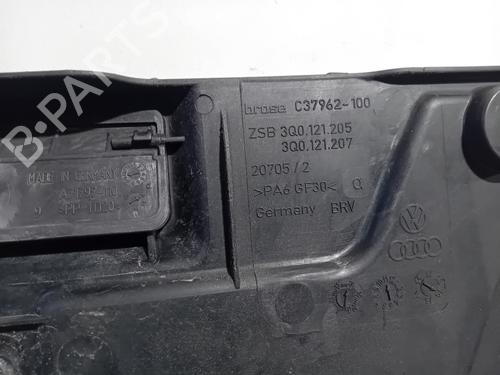 brose C37962-100
ZSB 3Q0.121.205
3Q0.121.207
20705/2
>PA6 GF30<
Germany BRV
MADE IN GERMANY
B-PARTS